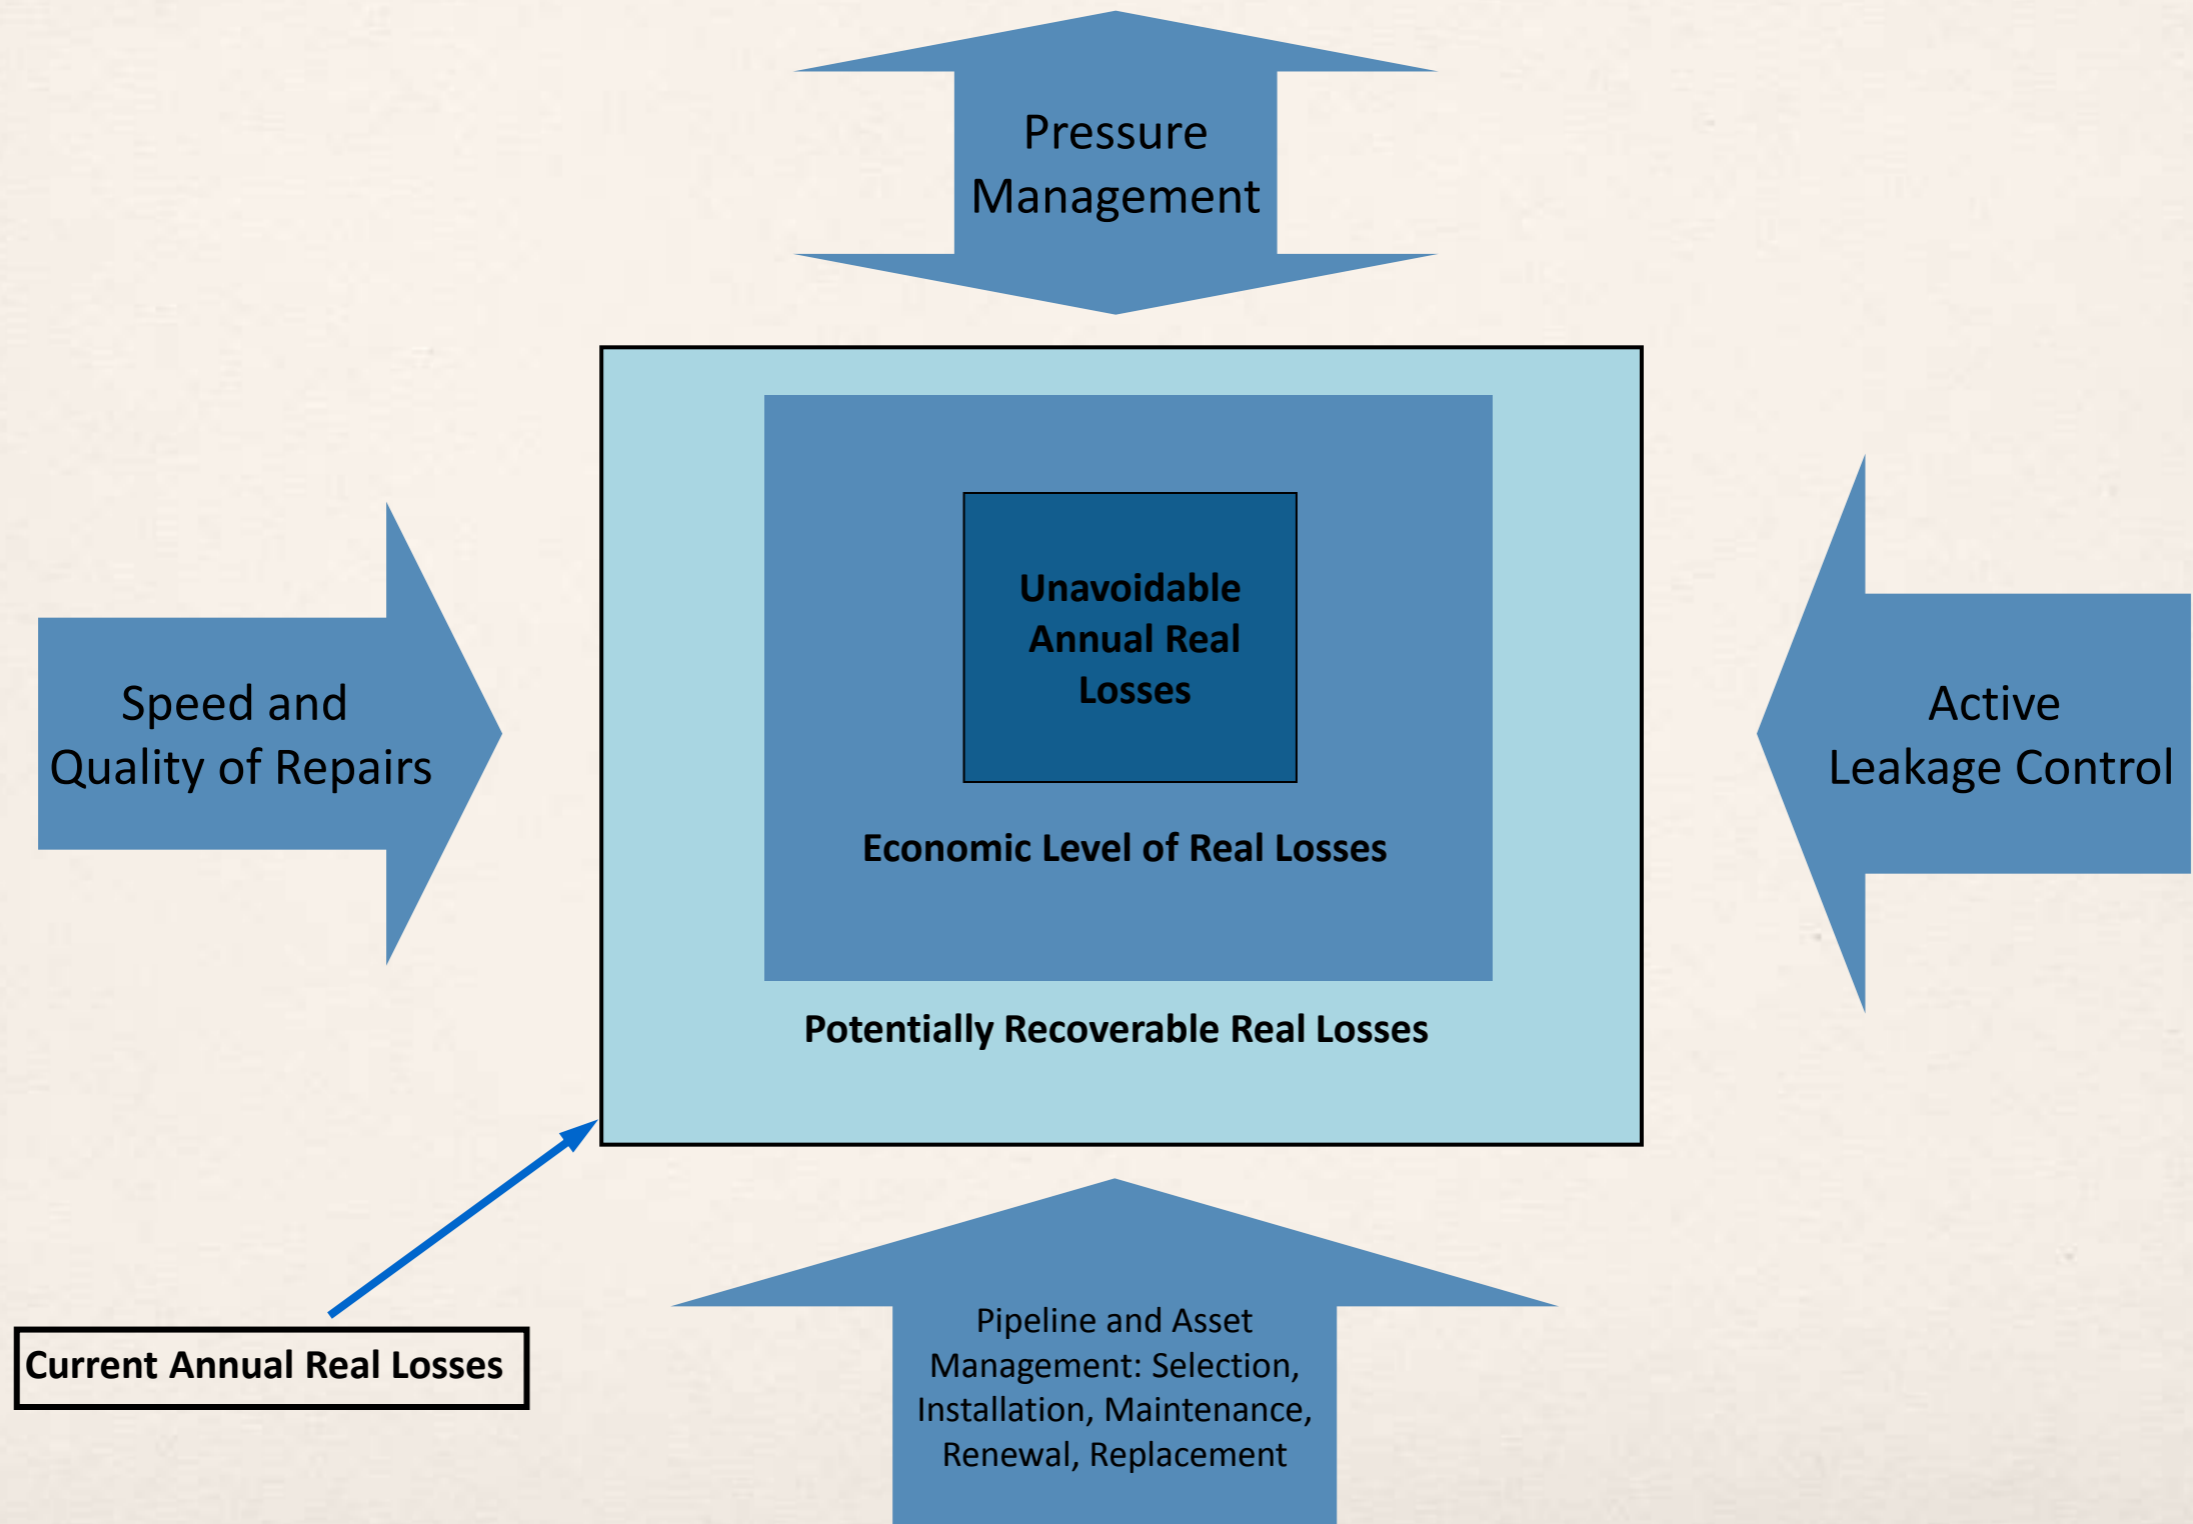 Pressure
Management
Unavoidable
Annual Real
Losses
Speed and
Quality of Repairs
Active
Leakage Control
Economic Level of Real Losses
Potentially Recoverable Real Losses
Current Annual Real Losses
Pipeline and Asset
Management: Selection,
Installation, Maintenance,
Renewal, Replacement